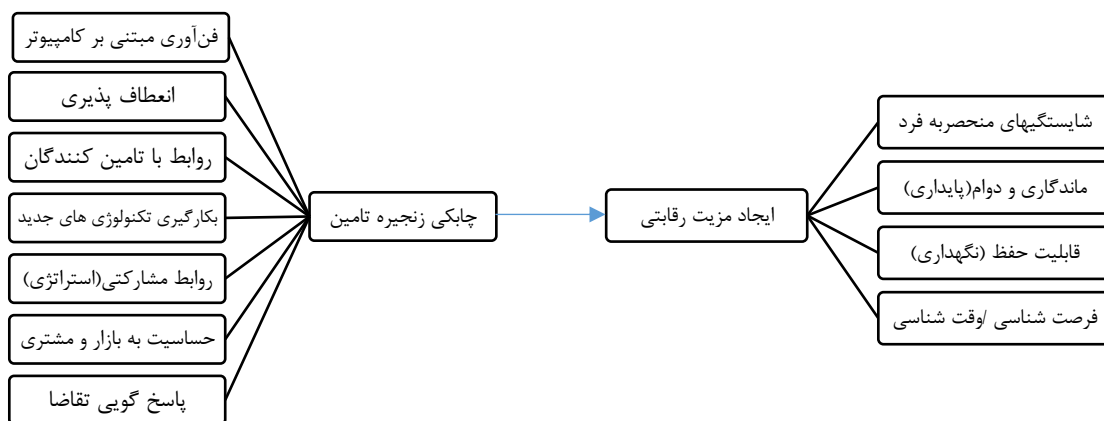 فن‌آوری مبتنی بر کامپیوتر
انعطاف پذیری
روابط با تامین کنندگان
بکارگیری تکنولوژی های جدید
روابط مشارکتی(استراتژی)
حساسیت به بازار و مشتری
پاسخ گویی تقاضا
چابکی زنجیره تامین
ایجاد مزیت رقابتی
شایستگیهای منحصربه فرد
ماندگاری و دوام(پایداری)
قابلیت حفظ (نگهداری)
فرصت شناسی /وقت شناسی